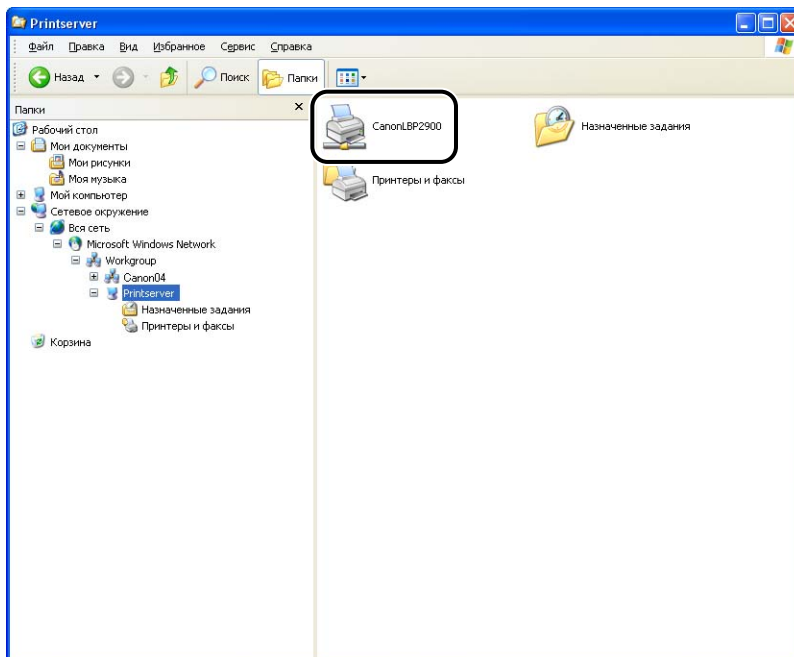 Printserver
Файл Правка Вид Избранное Сервис Справка
Назад Поиск Папки
Папки
Рабочий стол
Мои документы
Мои рисунки
Моя музыка
Мой компьютер
Сетевое окружение
Вся сеть
Microsoft Windows Network
Workgroup
Canon04
Printserver
Назначенные задания
Принтеры и факсы
Корзина
CanonLBP2900
Назначенные задания
Принтеры и факсы